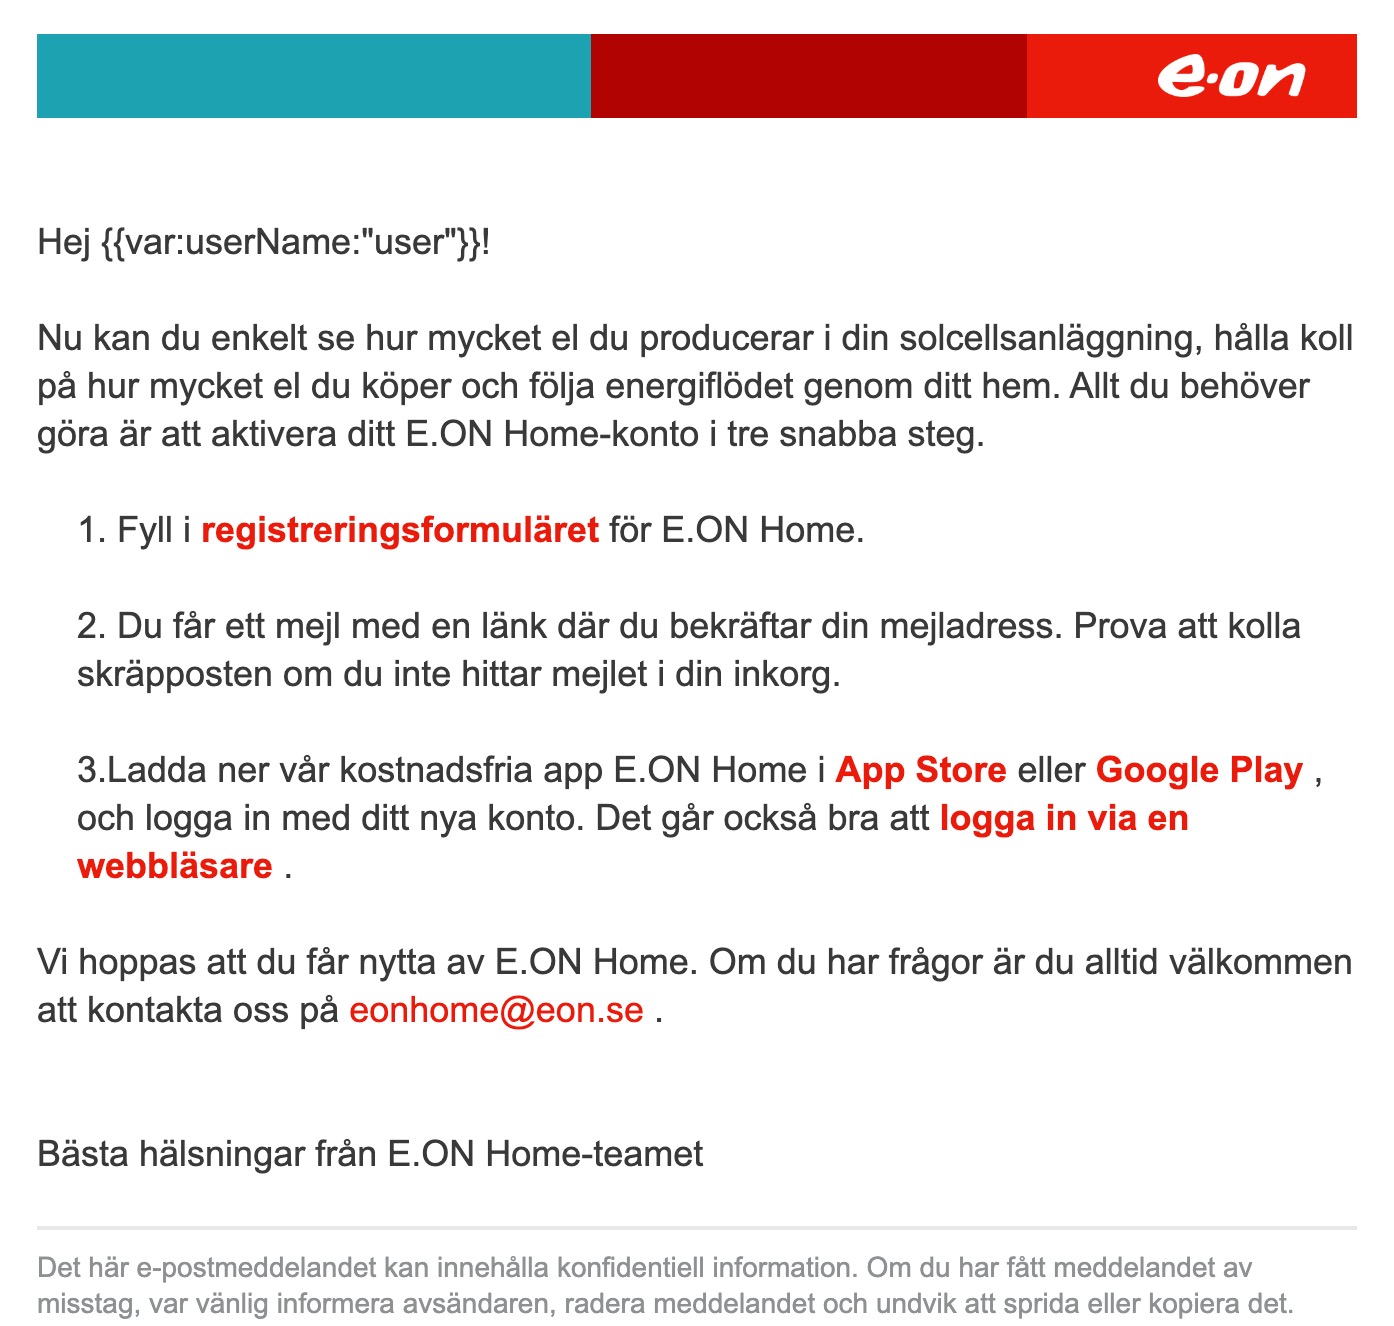 e·on
Hej {{var:userName:"user"}}!
Nu kan du enkelt se hur mycket el du producerar i din solcellsanläggning, hålla koll
på hur mycket el du köper och följa energiflödet genom ditt hem. Allt du behöver
göra är att aktivera ditt E.ON Home-konto i tre snabba steg.
1. Fyll i registreringsformuläret för E.ON Home.
2. Du får ett mejl med en länk där du bekräftar din mejladress. Prova att kolla
skräpposten om du inte hittar mejlet i din inkorg.
3.Ladda ner vår kostnadsfria app E.ON Home i App Store eller Google Play ,
och logga in med ditt nya konto. Det går också bra att logga in via en
webbläsare .
Vi hoppas att du får nytta av E.ON Home. Om du har frågor är du alltid välkommen
att kontakta oss på eonhome@eon.se .
Bästa hälsningar från E.ON Home-teamet
Det här e-postmeddelandet kan innehålla konfidentiell information. Om du har fått meddelandet av
misstag, var vänlig informera avsändaren, radera meddelandet och undvik att sprida eller kopiera det.